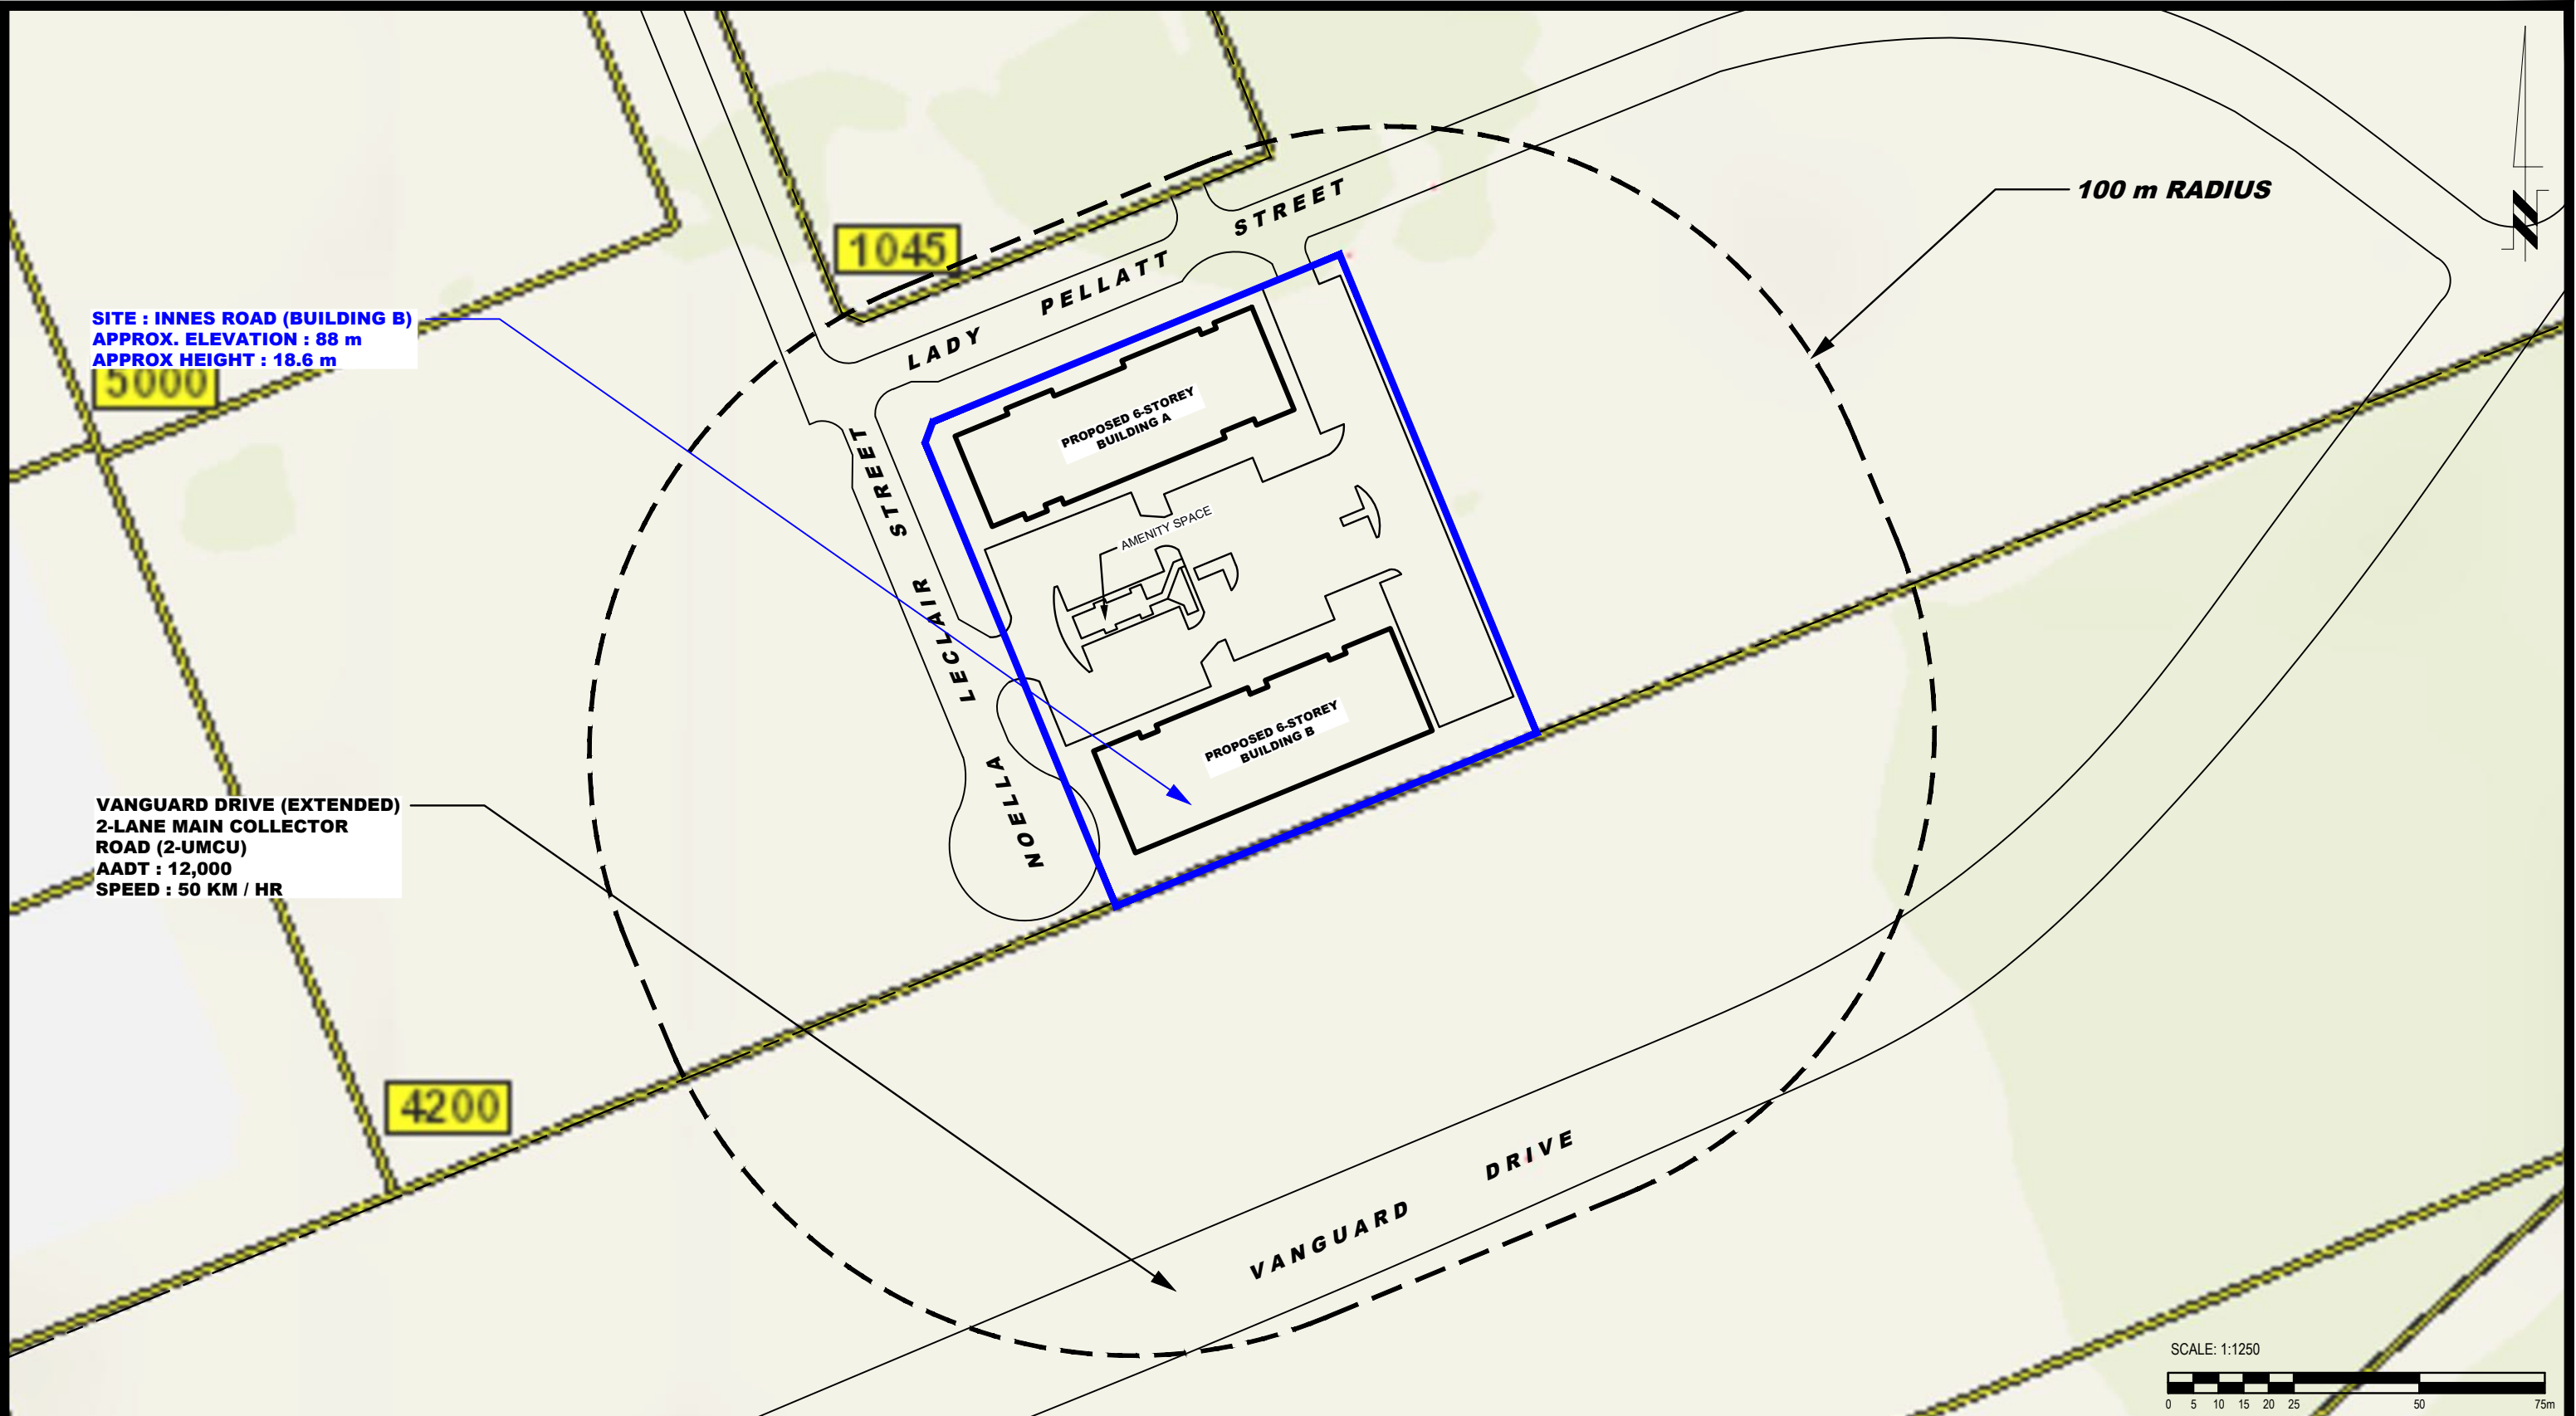 1045
100 m RADIUS
LADY PELLATT STREET
SITE : INNES ROAD (BUILDING B)
APPROX. ELEVATION : 88 m
APPROX HEIGHT : 18.6 m
5000
PROPOSED 6-STOREY
BUILDING A
AMENITY SPACE
NOELLA LECLAIR STREET
PROPOSED 6-STOREY
BUILDING B
VANGUARD DRIVE (EXTENDED)
2-LANE MAIN COLLECTOR
ROAD (2-UMCU)
AADT : 12,000
SPEED : 50 KM / HR
4200
VANGUARD DRIVE
SCALE: 1:1250
0 5 10 15 20 25 50 75m
N